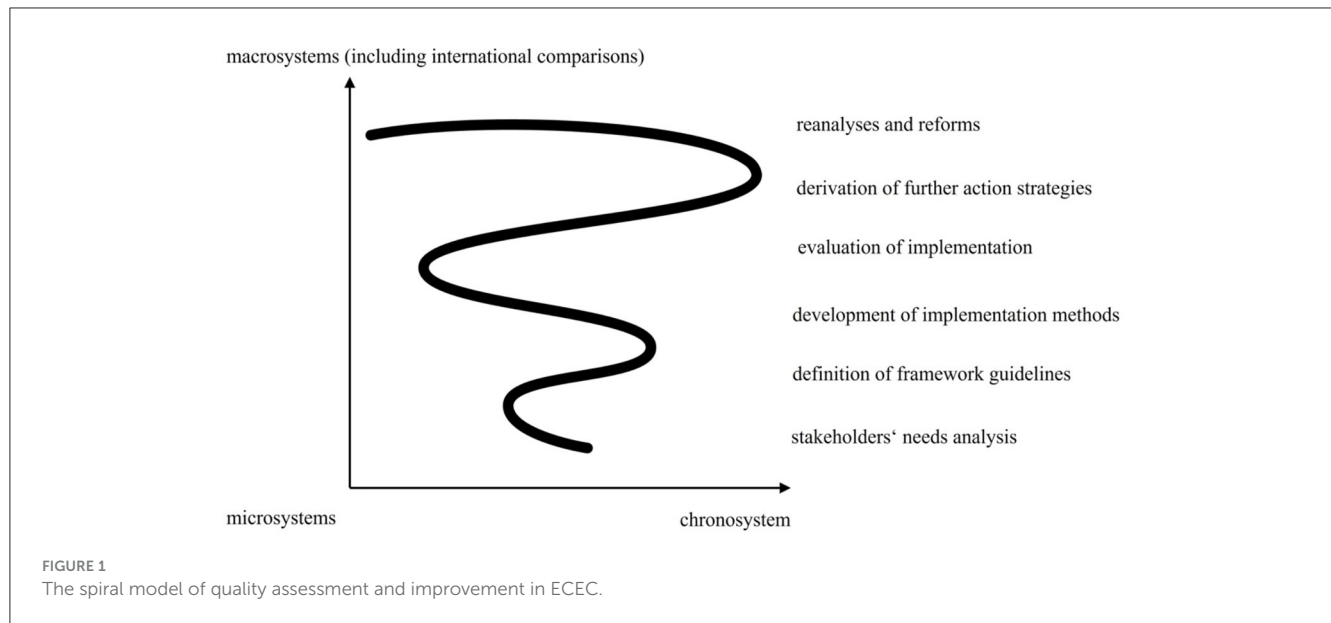 macrosystems (including international comparisons)
reanalyses and reforms
derivation of further action strategies
evaluation of implementation
development of implementation methods
definition of framework guidelines
stakeholders‘ needs analysis
microsystems
chronosystem
FIGURE 1
The spiral model of quality assessment and improvement in ECEC.